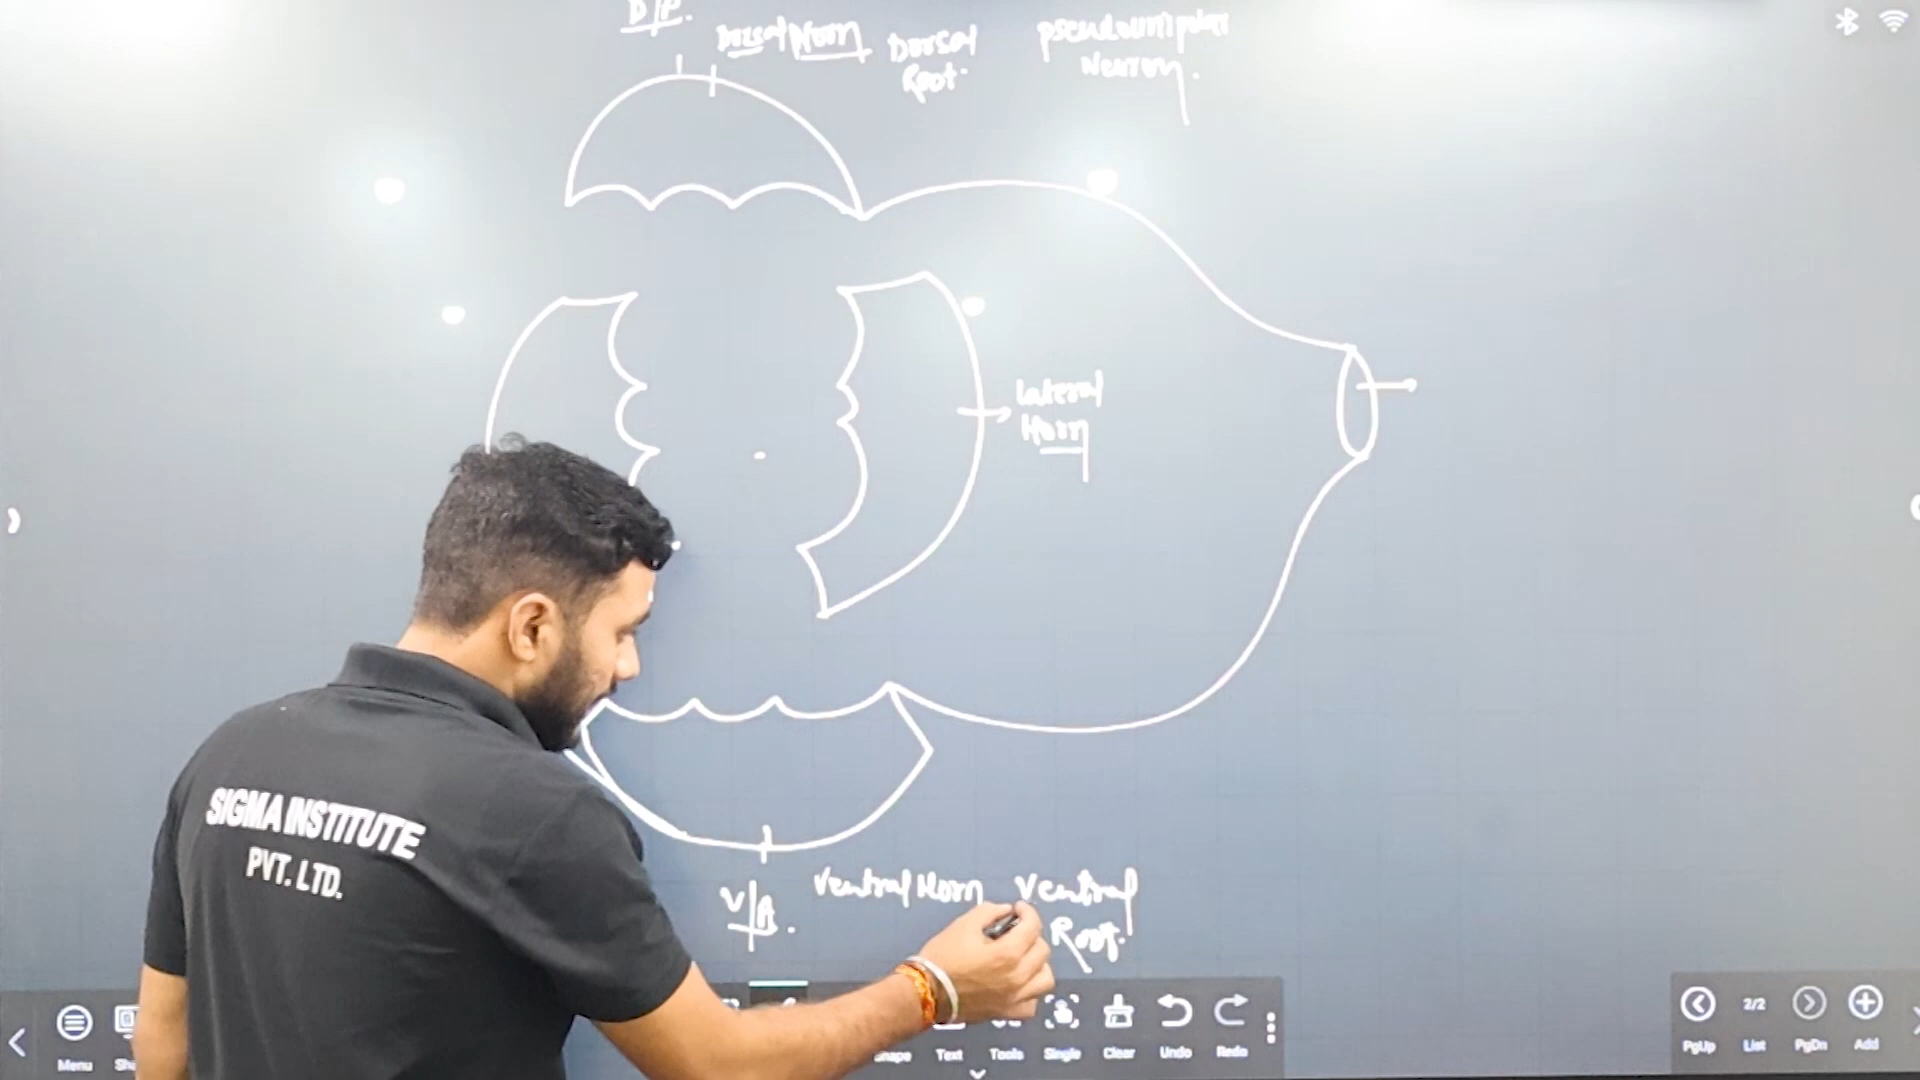 D/P.
Dorsal Horn
Dorsal
Root.
Pseudounipolar
Neuron.
Lateral
Horn
SIGMA INSTITUTE
PVT. LTD.
V/A.
Ventral Horn
Ventral
Root.
Menu
Text
Tools
Single
Clear
Undo
Redo
PgUp
2/2
List
PgDn
Add